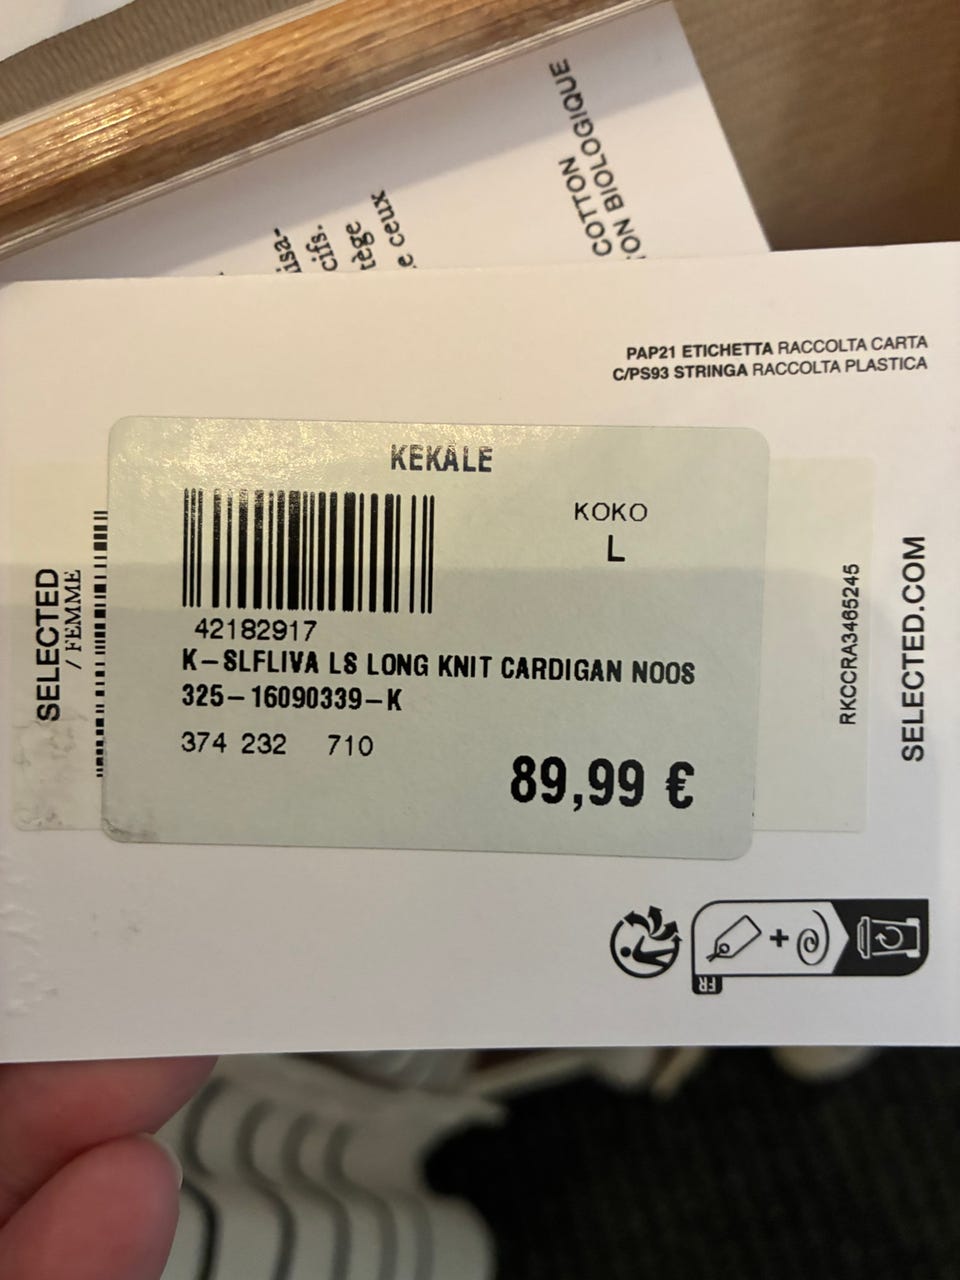 COTTON
ON BIOLOGIQUE
isa-
cifs.
tège
e ceux
PAP21 ETICHETTA RACCOLTA CARTA
C/PS93 STRINGA RACCOLTA PLASTICA
KEKÄLE
KOKO
L
42182917
K-SLFLIVA LS LONG KNIT CARDIGAN NOOS
325-16090339-K
374 232 710
89,99 €
SELECTED
/ FEMME
RKCCRA3465245
SELECTED.COM
FR